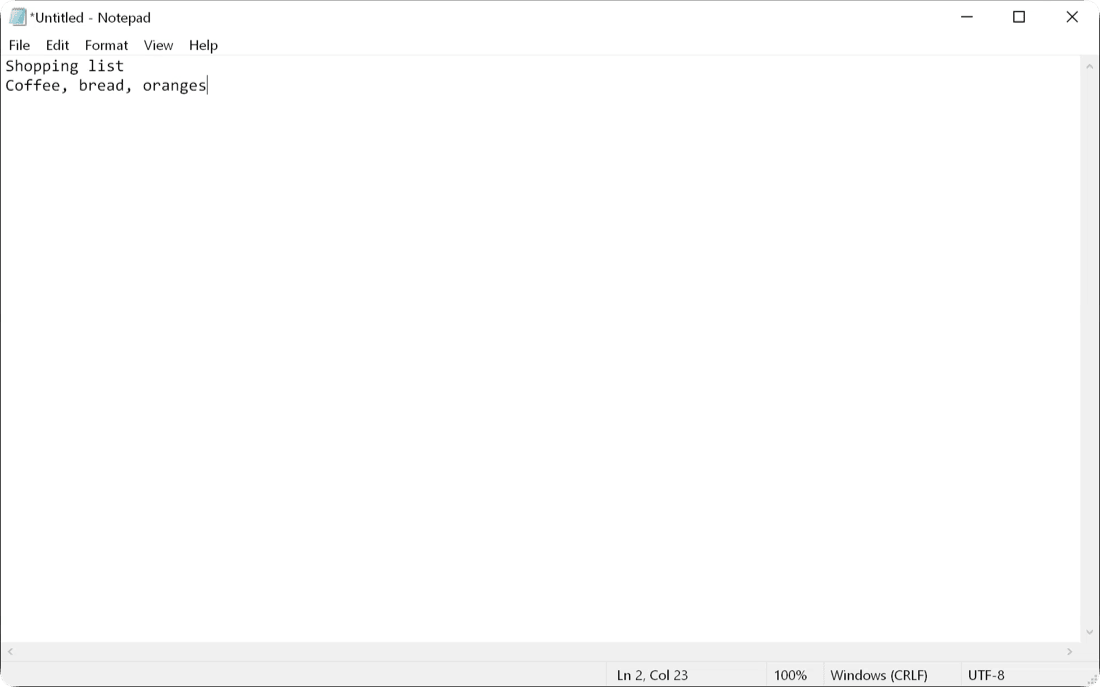 *Untitled - Notepad
File Edit Format View Help
Shopping list
Coffee, bread, oranges
Ln 2, Col 23 100% Windows (CRLF) UTF-8